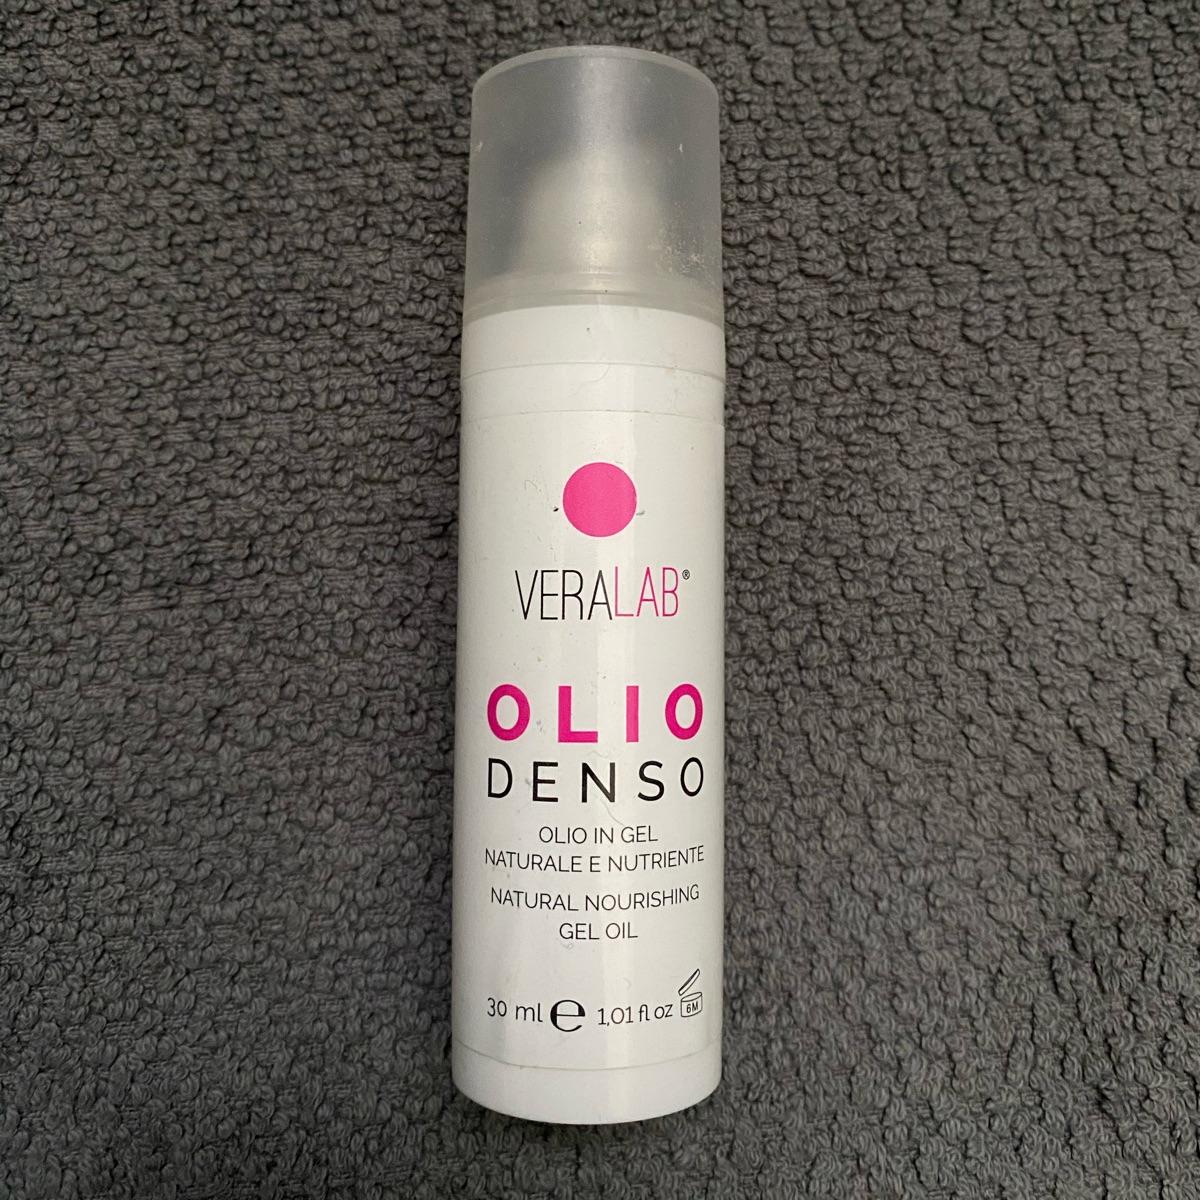 VERALAB®
OLIO
DENSO
OLIO IN GEL
NATURALE E NUTRIENTE
NATURAL NOURISHING
GEL OIL
30 ml ℮ 1,01 fl oz 6M